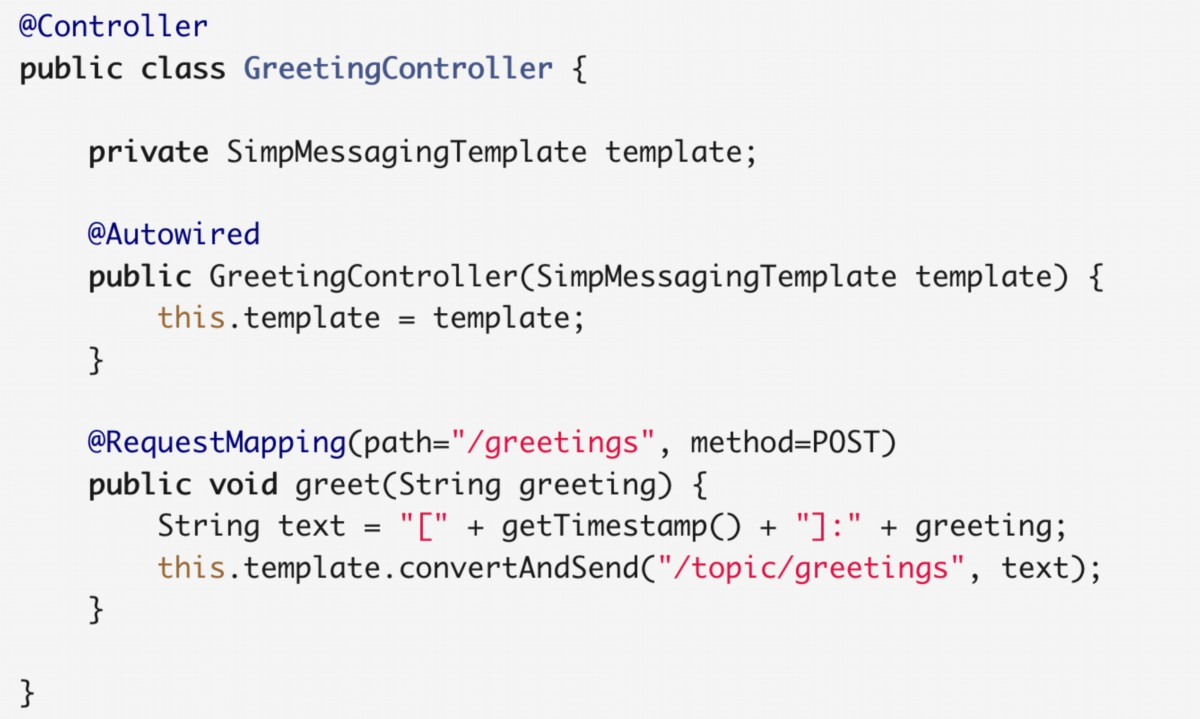 @Controller
public class GreetingController {
private SimpMessagingTemplate template;
@Autowired
public GreetingController(SimpMessagingTemplate template) {
this.template = template;
}
@RequestMapping(path="/greetings", method=POST)
public void greet(String greeting) {
String text = "[" + getTimestamp() + "]:" + greeting;
this.template.convertAndSend("/topic/greetings", text);
}
}